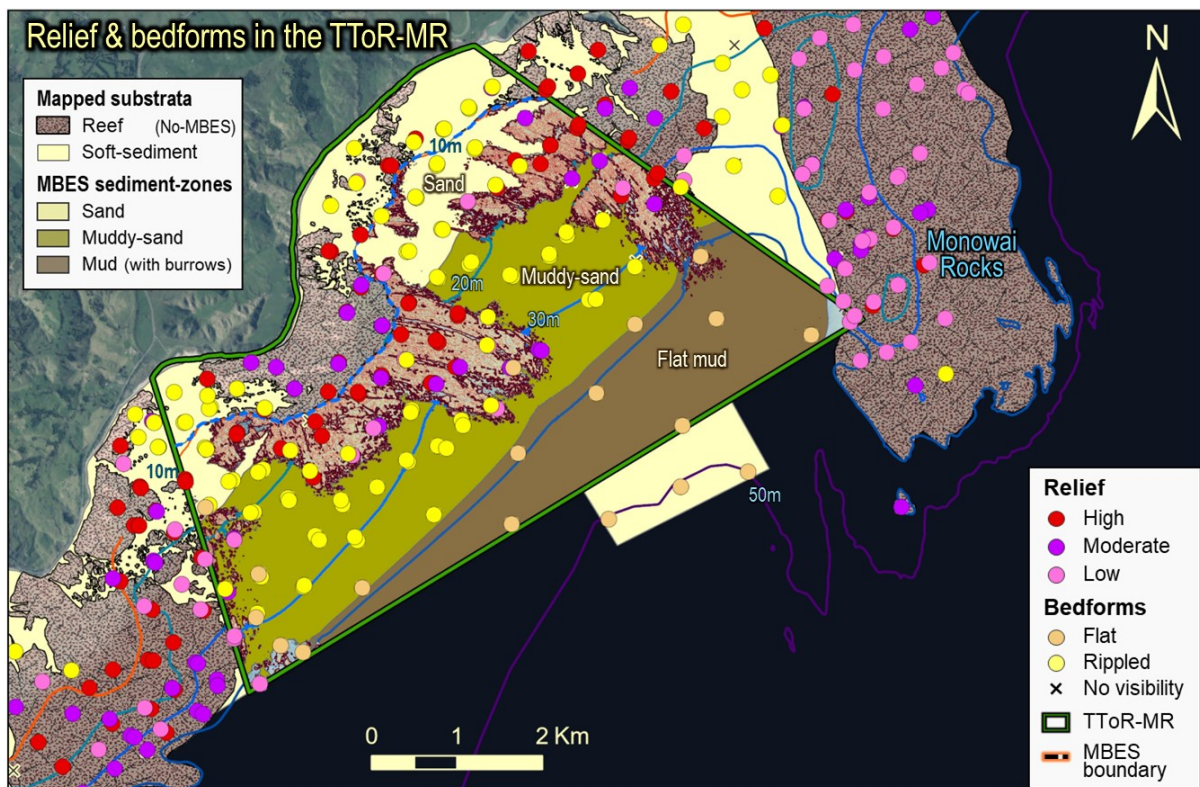 Relief & bedforms in the TToR-MR
N
Mapped substrata
Reef (No-MBES)
Soft-sediment
MBES sediment-zones
Sand
Muddy-sand
Mud (with burrows)
10m
Sand
Monowai
Rocks
Muddy-sand
20m
30m
Flat mud
10m
50m
0 1 2 Km
Relief
High
Moderate
Low
Bedforms
Flat
Rippled
No visibility
TToR-MR
MBES
boundary